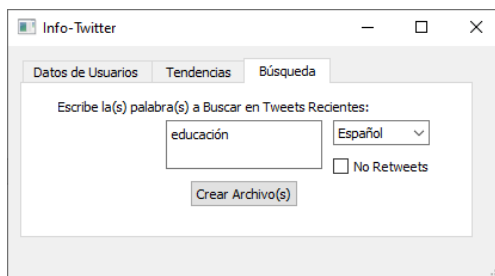 Info-Twitter
Datos de Usuarios Tendencias Búsqueda
Escribe la(s) palabra(s) a Buscar en Tweets Recientes:
educación Español
No Retweets
Crear Archivo(s)